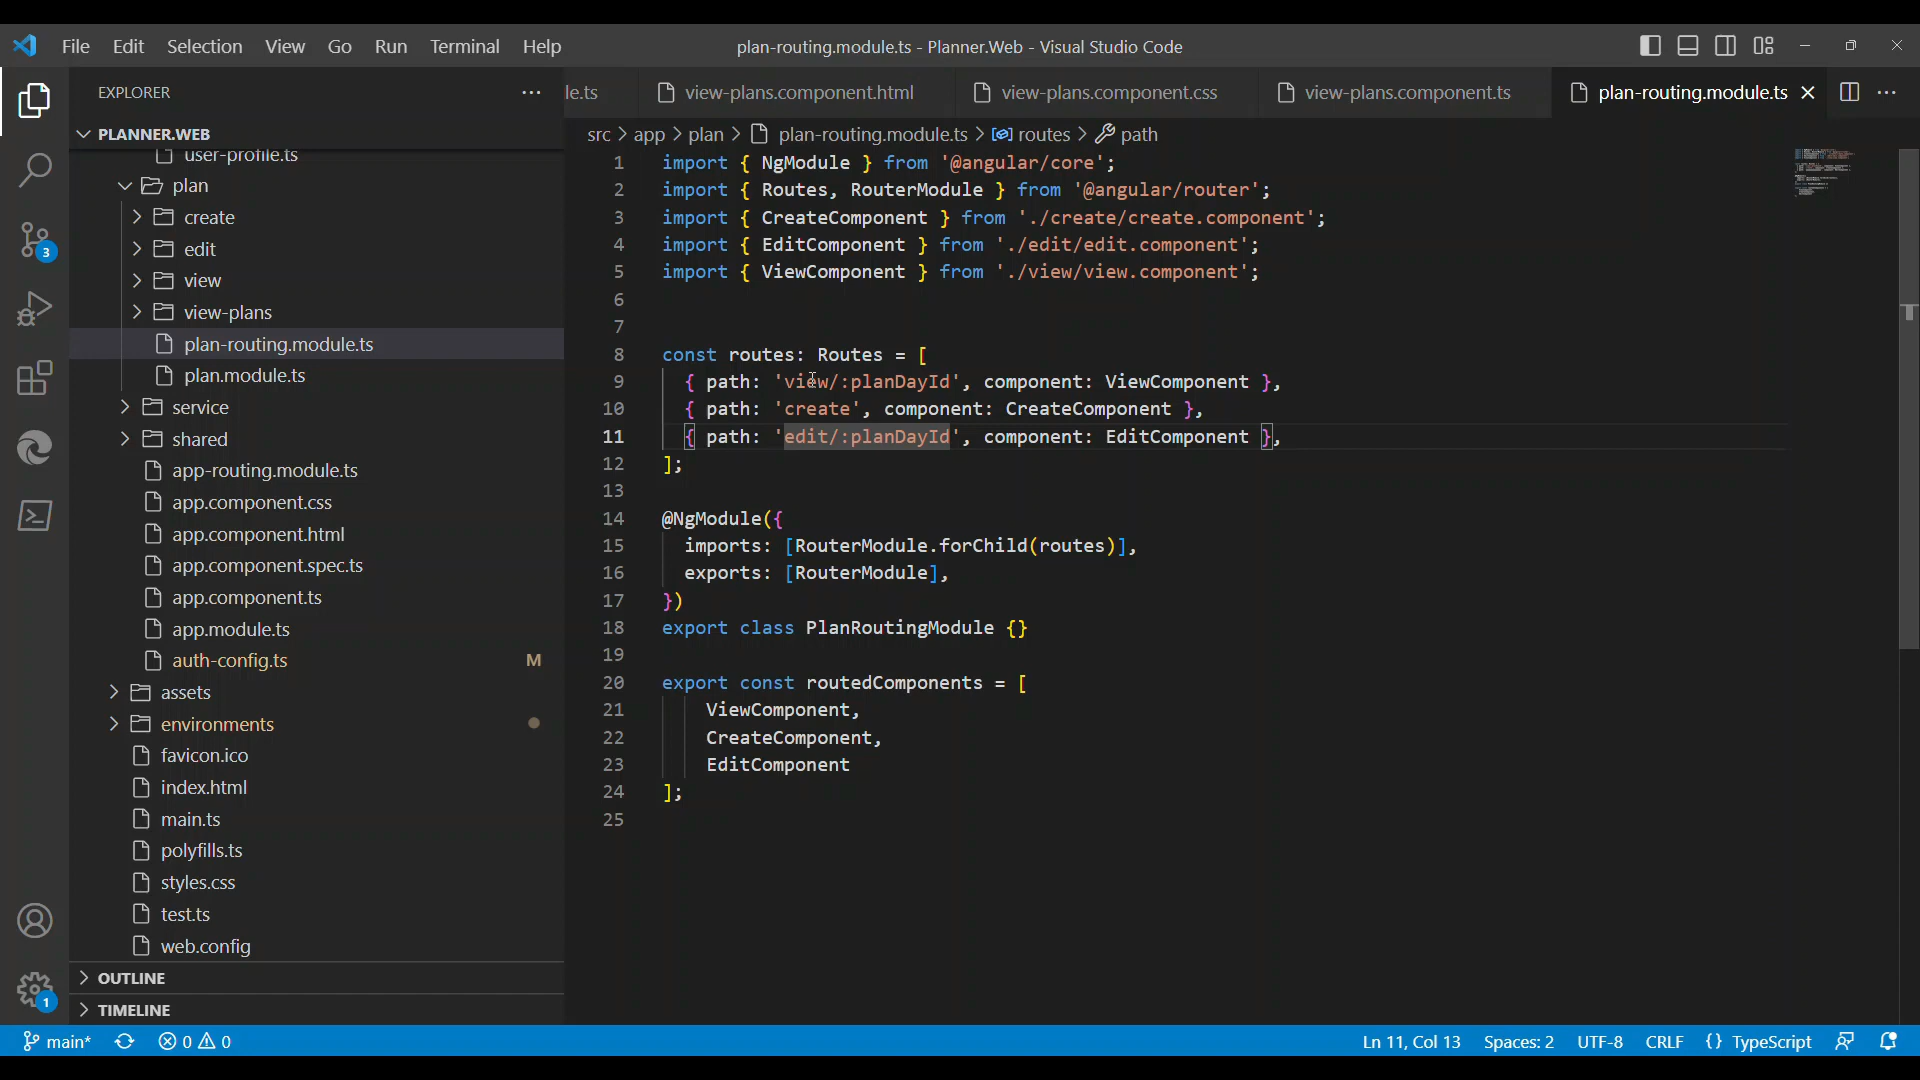 File Edit Selection View Go Run Terminal Help
plan-routing.module.ts - Planner.Web - Visual Studio Code
EXPLORER
PLANNER.WEB
user-profile.ts
plan
create
edit
view
view-plans
plan-routing.module.ts
plan.module.ts
service
shared
app-routing.module.ts
app.component.css
app.component.html
app.component.spec.ts
app.component.ts
app.module.ts
auth-config.ts M
assets
environments
favicon.ico
index.html
main.ts
polyfills.ts
styles.css
test.ts
web.config
OUTLINE
TIMELINE
3
1
le.ts view-plans.component.html view-plans.component.css view-plans.component.ts plan-routing.module.ts
src > app > plan > plan-routing.module.ts > routes > path
1 import { NgModule } from '@angular/core';
2 import { Routes, RouterModule } from '@angular/router';
3 import { CreateComponent } from './create/create.component';
4 import { EditComponent } from './edit/edit.component';
5 import { ViewComponent } from './view/view.component';
6
7
8 const routes: Routes = [
9 { path: 'view/:planDayId', component: ViewComponent },
10 { path: 'create', component: CreateComponent },
11 { path: 'edit/:planDayId', component: EditComponent },
12 ];
13
14 @NgModule({
15 imports: [RouterModule.forChild(routes)],
16 exports: [RouterModule],
17 })
18 export class PlanRoutingModule {}
19
20 export const routedComponents = [
21 ViewComponent,
22 CreateComponent,
23 EditComponent
24 ];
25
main* 0 0 Ln 11, Col 13 Spaces: 2 UTF-8 CRLF {} TypeScript